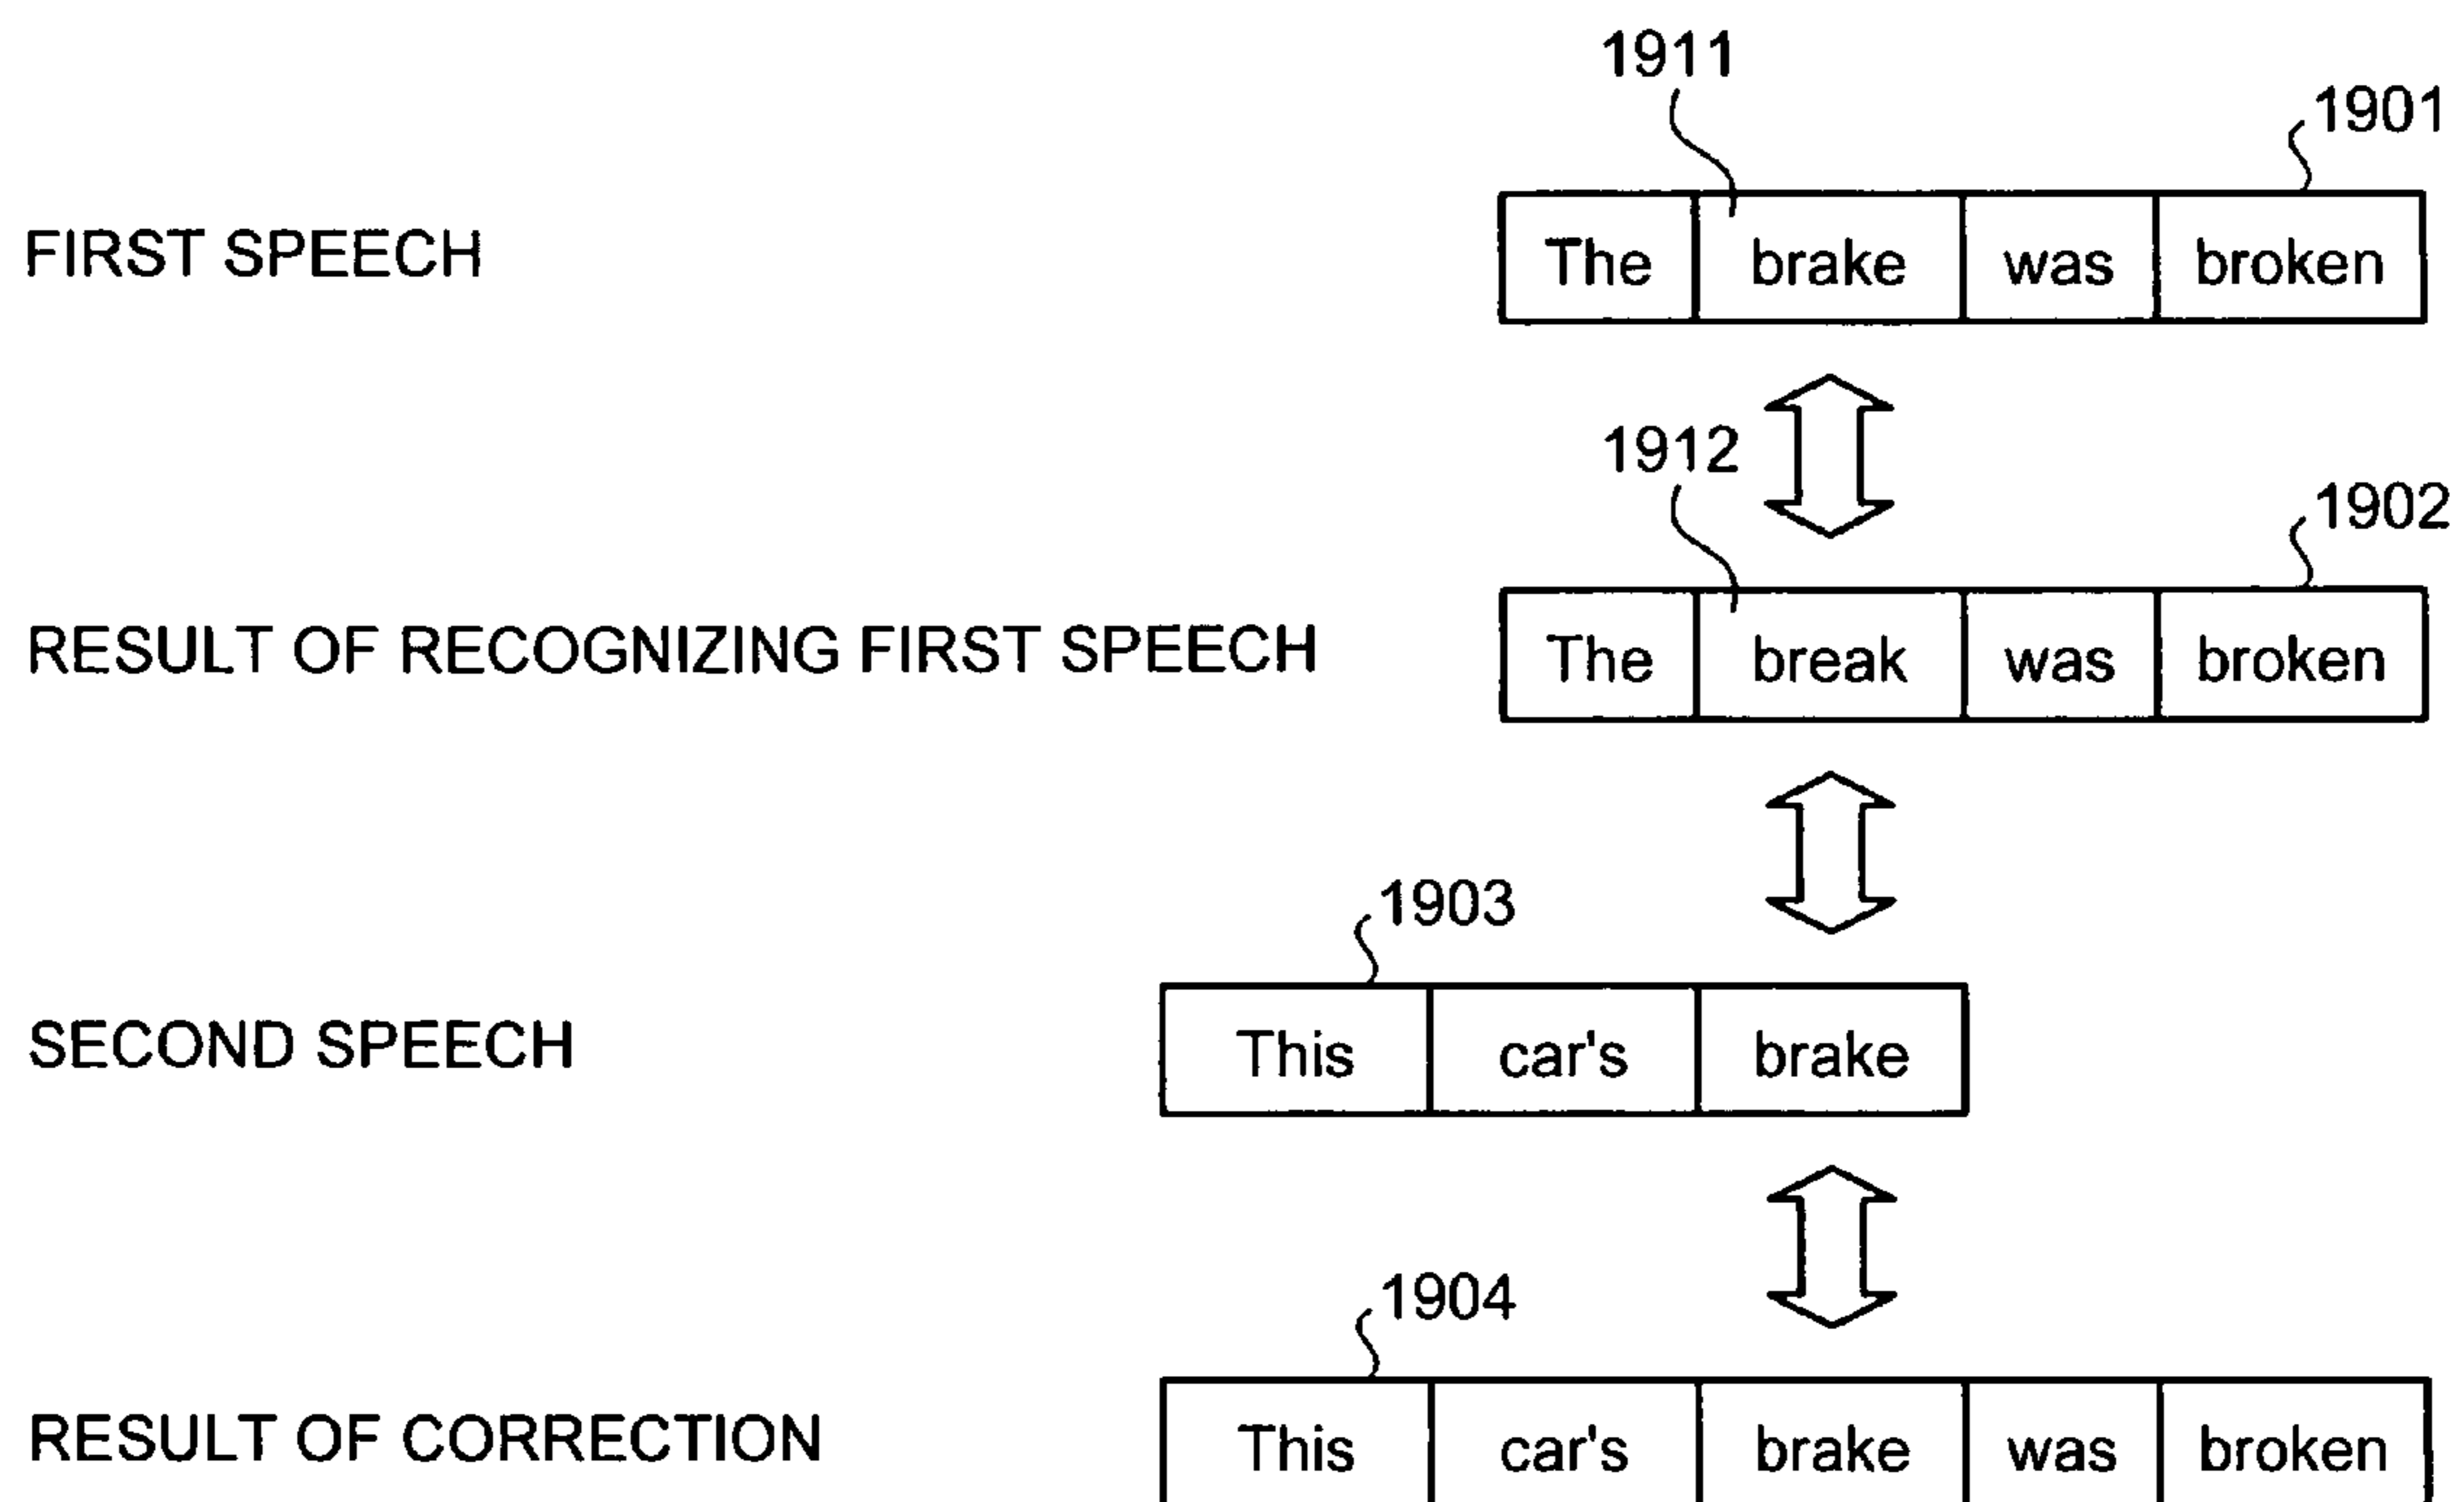 1911
1901
FIRST SPEECH The brake was broken
1912
1902
RESULT OF RECOGNIZING FIRST SPEECH The break was broken
1903
SECOND SPEECH This car's brake
1904
RESULT OF CORRECTION This car's brake was broken